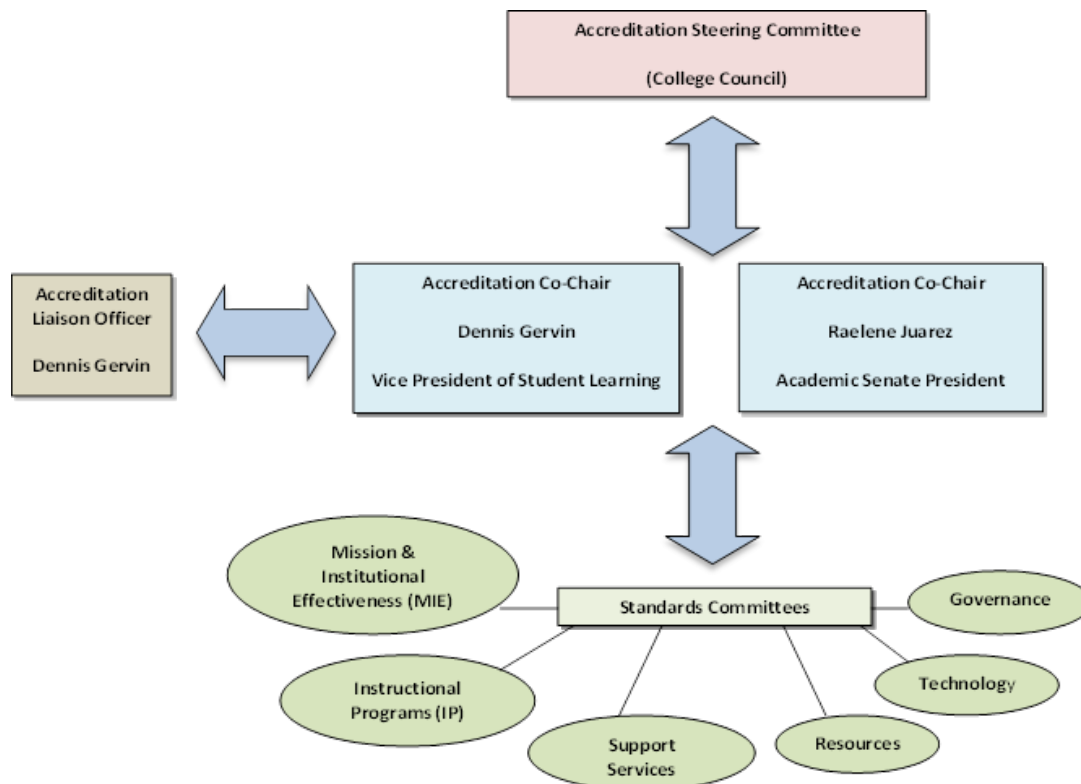 Accreditation Steering Committee
(College Council)
Accreditation
Liaison Officer
Dennis Gervin
Accreditation Co-Chair
Dennis Gervin
Vice President of Student Learning
Accreditation Co-Chair
Raelene Juarez
Academic Senate President
Mission &
Institutional
Effectiveness (MIE)
Standards Committees
Governance
Instructional
Programs (IP)
Technology
Support
Services
Resources